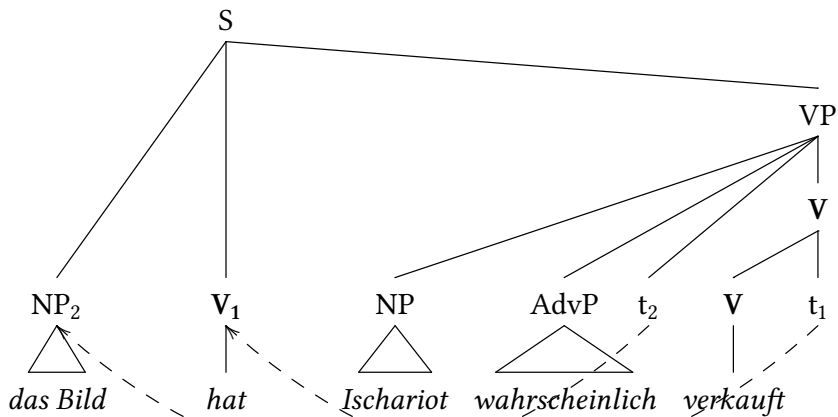 S
VP
V
NP₂ V₁ NP AdvP t₂ V t₁
das Bild hat Ischariot wahrscheinlich verkauft